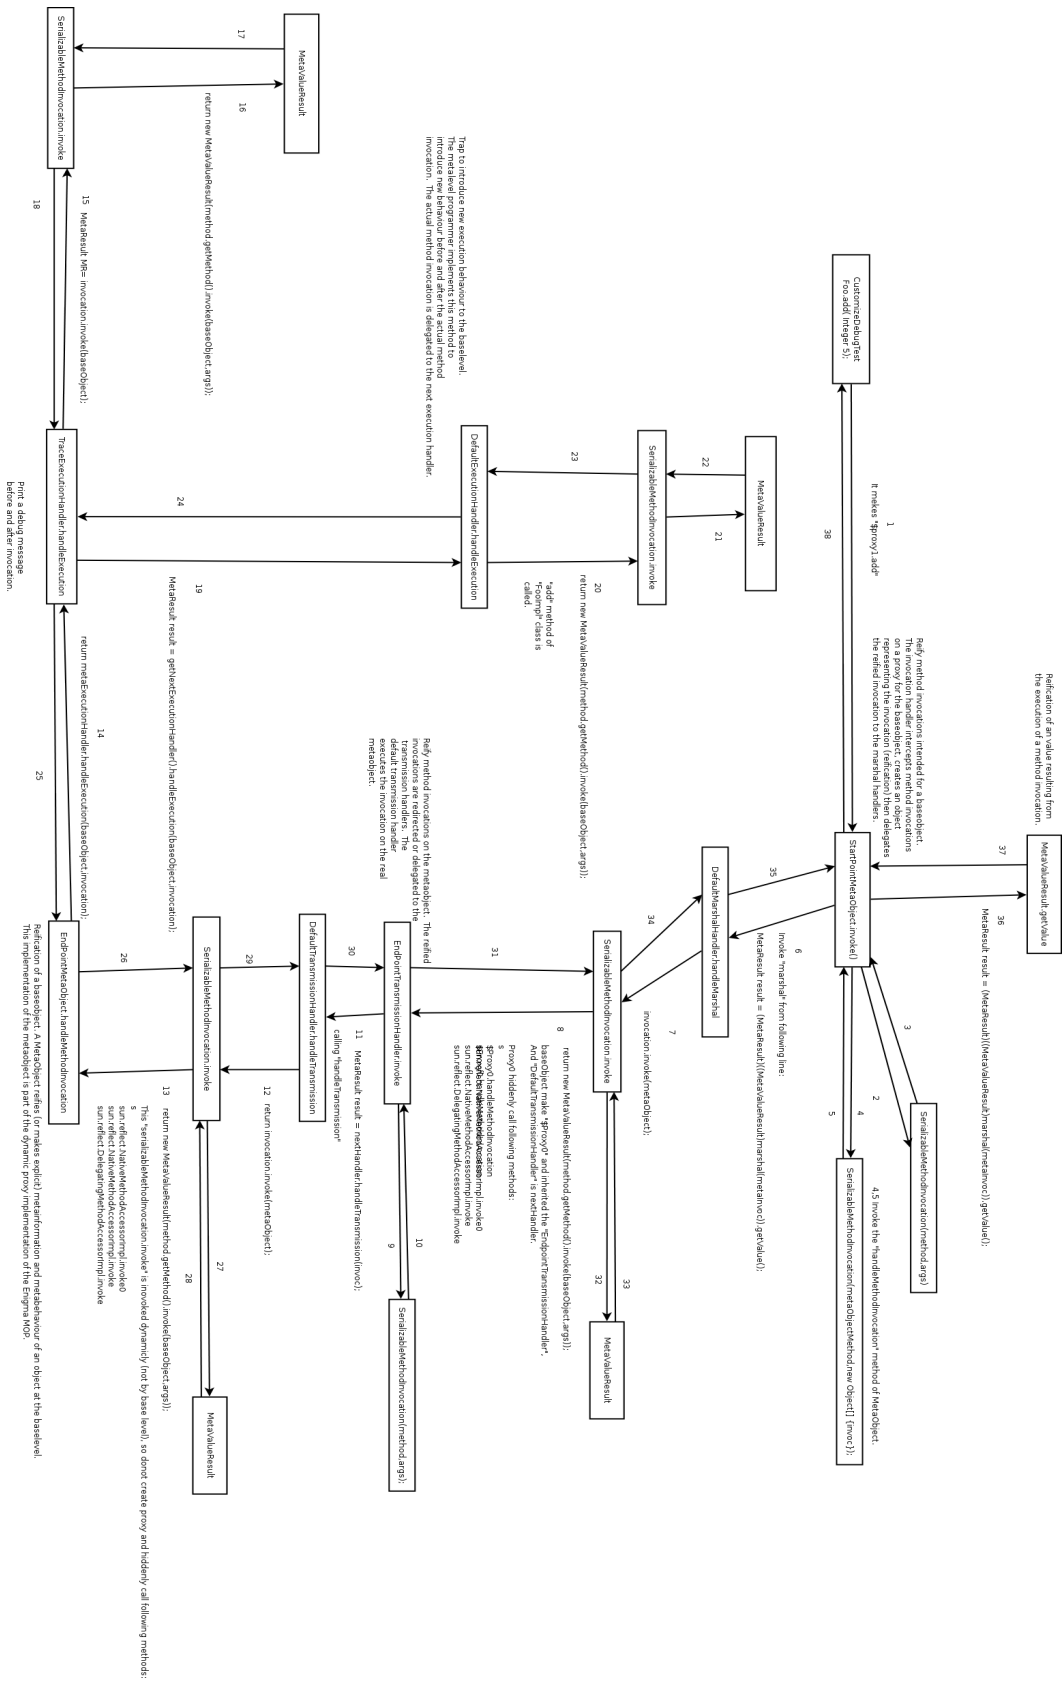 Reification of an value resulting from
the execution of a method invocation.
MetaValueResult.getValue
37
36
MetaResult result = (MetaResult)((MetaValueResult)marshal(metaInvoc)).getValue();
1
It mekes "$proxy1.add"
Reify method invocations intended for a baseobject.
The invocation handler intercepts method invocations
on a proxy for the baseobject, creates an object
representing the invocation (reification) then delegates
the reified invocation to the marshal handlers.
3
SerializableMethodInvocation(method,args)
2
4,5 Invoke the "handleMethodInvocation" method of MetaObject.
CustomizeDebugTest
Foo.add( Integer 5);
38
StartPointMetaObject.invoke()
4
5
SerializableMethodInvocation(metaObjectMethod,new Object[] {invoc});
6
Invoke "marshal" from following line:
MetaResult result = (MetaResult)((MetaValueResult)marshal(metaInvoc)).getValue();
35
DefaultMarshalHandler.handleMarshal
MetaValueResult
22
21
34
7
invocation.invoke(metaObject);
SerializableMethodInvocation.invoke
23
20
return new MetaValueResult(method.getMethod().invoke(baseObject,args));
"add" method of
"FooImpl" class is
called.
SerializableMethodInvocation.invoke
33
32
MetaValueResult
31
8
return new MetaValueResult(method.getMethod().invoke(baseObject,args));
baseObject make "$Proxy0" and inherited the "EndpointTransmissionHandler",
And "DefaultTransmissionHandler" is nextHandler.
Proxy0 hiddenly call following methods:
s
$Proxy0.handleMethodInvocation
sun.reflect.NativeMethodAccessorImpl.invoke
sun.reflect.DelegatingMethodAccessorImpl.invoke
DefaultExecutionHandler.handleExecution
Trap to introduce new execution behaviour to the baselevel.
The metalevel programmer implements this method to
introduce new behaviour before and after the actual method
invocation. The actual method invocation is delegated to the next execution handler.
Reify method invocations on the metaobject. The reified
invocations are redirected or delegated to the
transmission handlers. The
default transmission handler
executes the invocation on the real
metaobject.
EndPointTransmissionHandler.invoke
10
9
SerializableMethodInvocation(method,args);
30
11
MetaResult result = nextHandler.handleTransmission(invoc);
calling "handleTransmission"
DefaultTransmissionHandler.handleTransmission
29
12
return invocation.invoke(metaObject);
MetaValueResult
17
16
return new MetaValueResult(method.getMethod().invoke(baseObject,args));
24
19
MetaResult result = getNextExecutionHandler().handleExecution(baseObject,invocation);
SerializableMethodInvocation.invoke
27
28
MetaValueResult
26
13
return new MetaValueResult(method.getMethod().invoke(baseObject,args));
This "serializableMethodInvocation.invoke" is inovoked dynamicly (not by base level), so donot create proxy and hiddenly call following methods:
s
sun.reflect.NativeMethodAccessorImpl.invoke0
sun.reflect.NativeMethodAccessorImpl.invoke
sun.reflect.DelegatingMethodAccessorImpl.invoke
SerializableMethodInvocation.invoke
15
MetaResult MR= invocation.invoke(baseObject);
18
TraceExecutionHandler.handleExecution
Print a debug message
before and after invocation.
14
return metaExecutionHandler.handleExecution(baseObject,invocation);
25
EndPointMetaObject.handleMethodInvocation
Reification of a baseobject. A MetaObject reifies (or makes explicit) metainformation and metabehaviour of an object at the baselevel.
This implementation of the metaobject is part of the dynamic proxy implementation of the Enigma MOP.